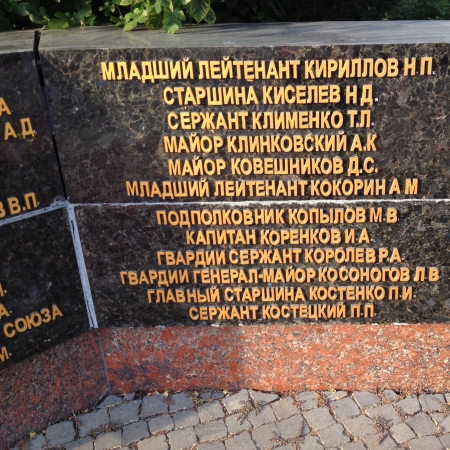 А
А.Д.
В.П.
А.
СОЮЗА
М.
МЛАДШИЙ ЛЕЙТЕНАНТ КИРИЛЛОВ Н.П.
СТАРШИНА КИСЕЛЕВ Н.Д.
СЕРЖАНТ КЛИМЕНКО Т.Л.
МАЙОР КЛИНКОВСКИЙ А.К
МАЙОР КОВЕШНИКОВ Д.С.
МЛАДШИЙ ЛЕЙТЕНАНТ КОКОРИН А.М
ПОДПОЛКОВНИК КОПЫЛОВ М.В
КАПИТАН КОРЕНКОВ И.А.
ГВАРДИИ СЕРЖАНТ КОРОЛЕВ Р.А.
ГВАРДИИ ГЕНЕРАЛ-МАЙОР КОСОНОГОВ Л.В
ГЛАВНЫЙ СТАРШИНА КОСТЕНКО П.И.
СЕРЖАНТ КОСТЕЦКИЙ П.П.